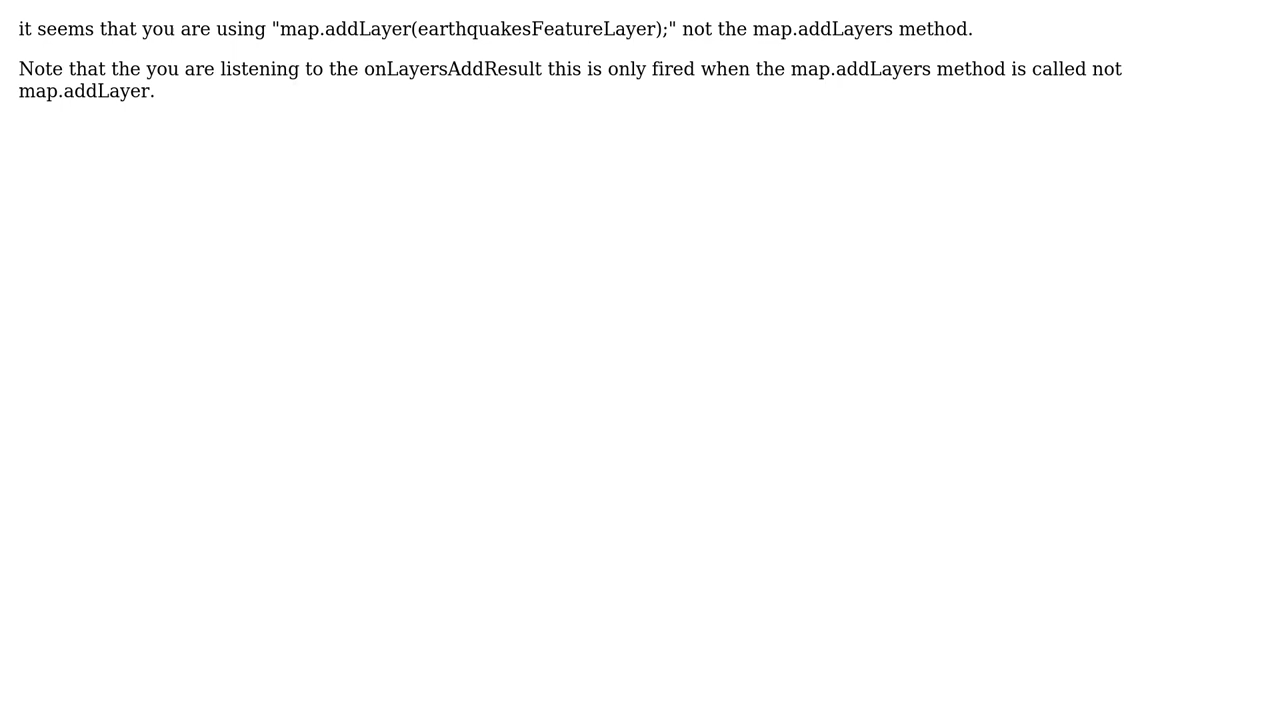 it seems that you are using "map.addLayer(earthquakesFeatureLayer);" not the map.addLayers method.
Note that the you are listening to the onLayersAddResult this is only fired when the map.addLayers method is called not
map.addLayer.